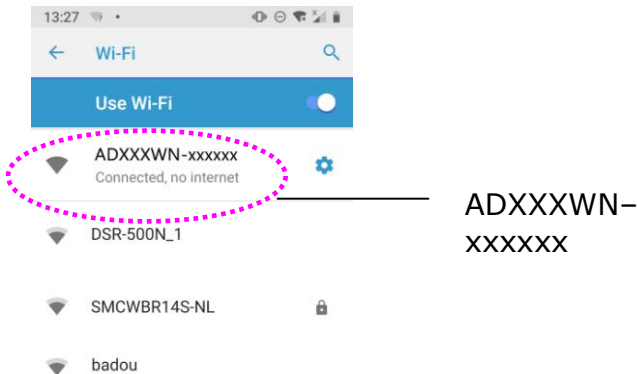 13:27
Wi-Fi
Use Wi-Fi
ADXXXWN-xxxxxx
Connected, no internet
ADXXXWN–
xxxxxx
DSR-500N_1
SMCWBR14S-NL
badou